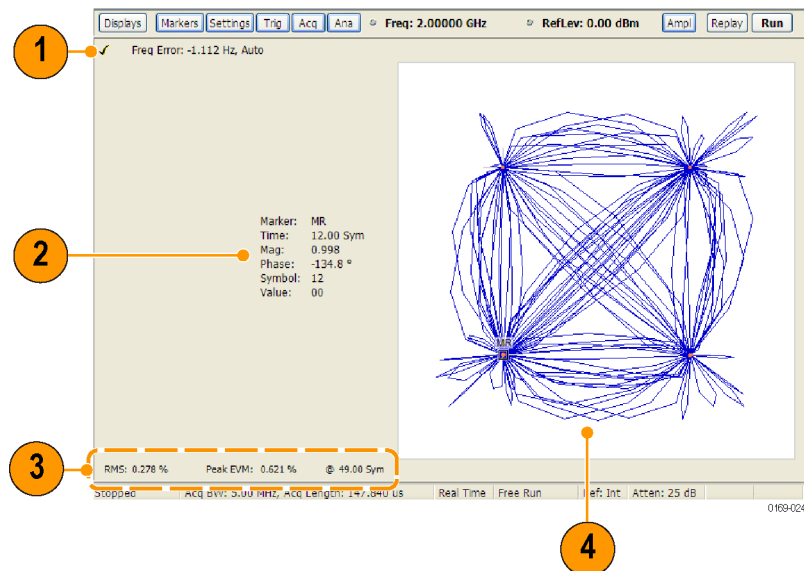 Displays Markers Settings Trig Acq Ana Freq: 2.00000 GHz RefLev: 0.00 dBm Ampl Replay Run
1
✓ Freq Error: -1.112 Hz, Auto
2
Marker: MR
Time: 12.00 Sym
Mag: 0.998
Phase: -134.8 °
Symbol: 12
Value: 00
MR
3
RMS: 0.278 % Peak EVM: 0.621 % @ 49.00 Sym
Stopped Acq BW: 5.00 MHz, Acq Length: 147.840 us Real Time Free Run Ref: Int Atten: 25 dB
0169-024
4